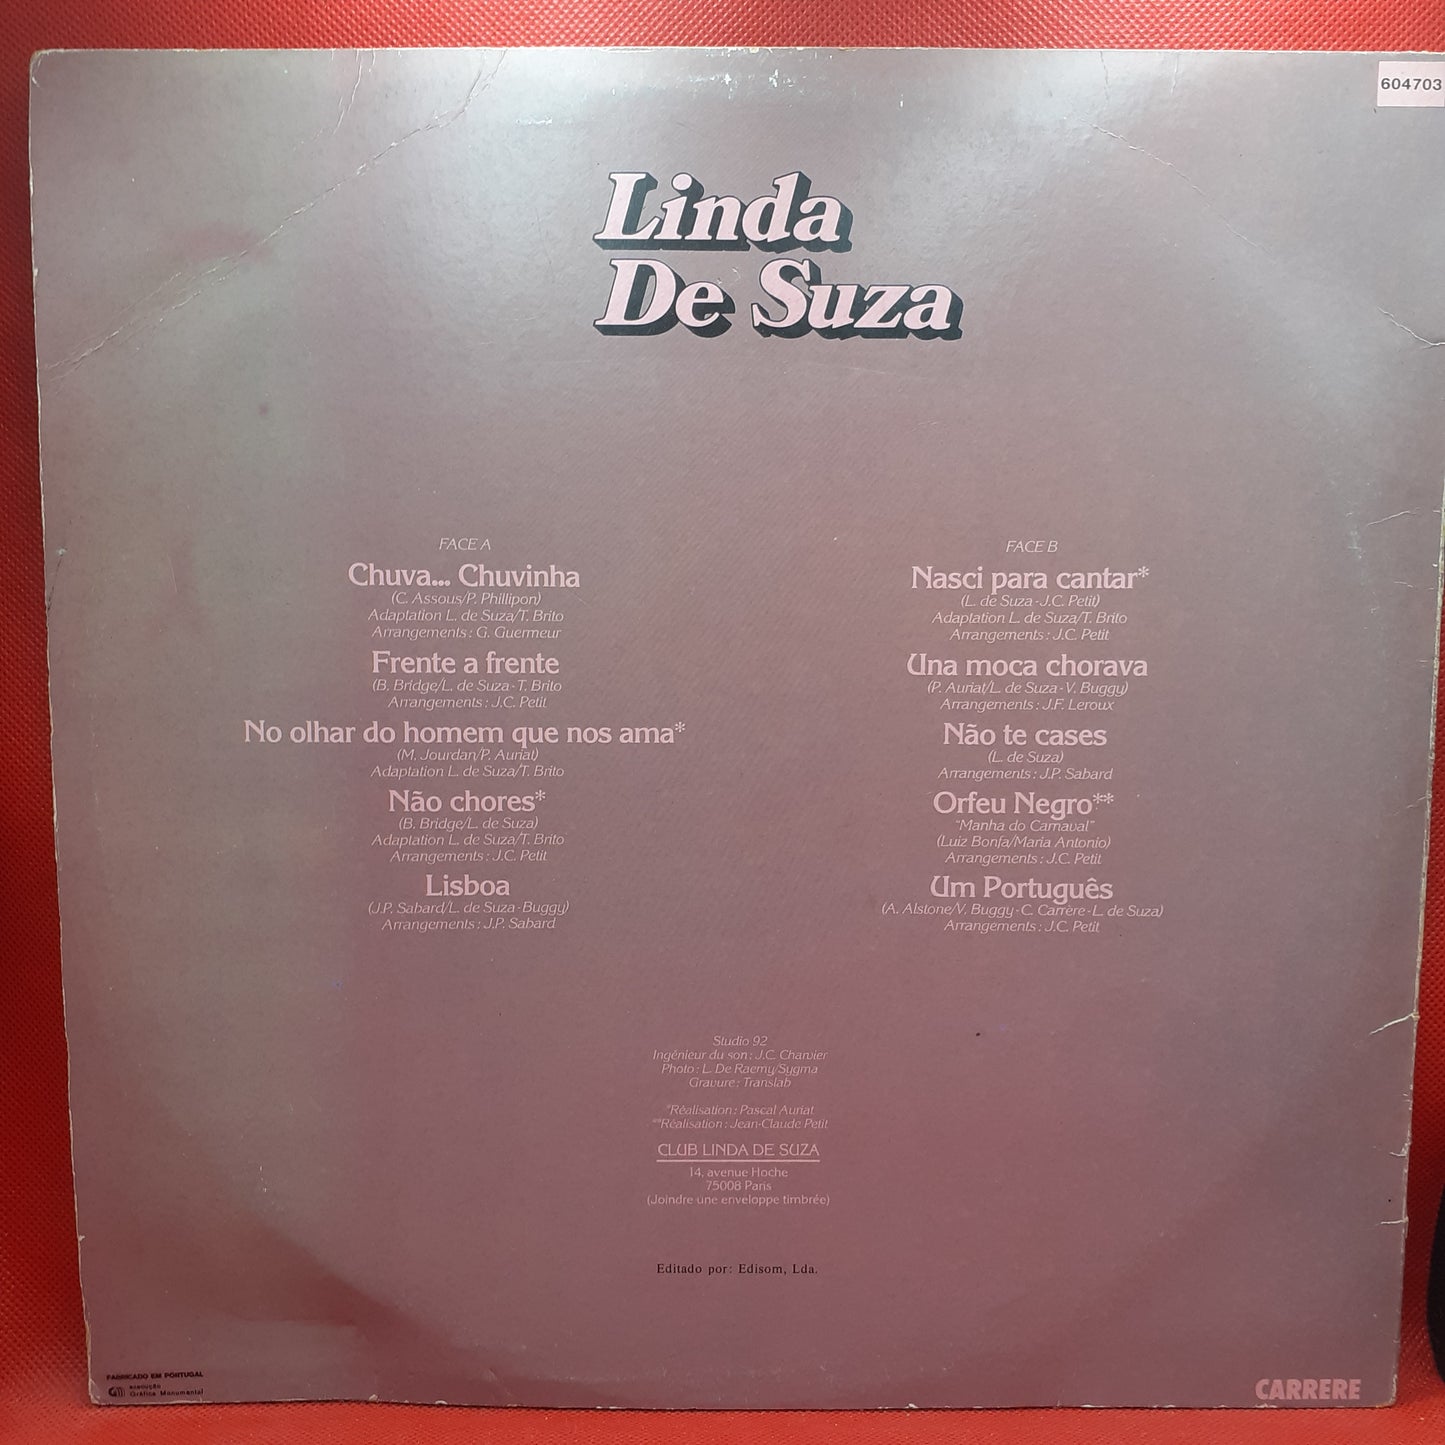 604703
Linda
De Suza
FACE A
Chuva... Chuvinha
(C. Assous/P. Phillipon)
Adaptation L. de Suza/T. Brito
Arrangements : G. Guermeur
Frente a frente
(B. Bridge/L. de Suza - T. Brito
Arrangements : J.C. Petit
No olhar do homem que nos ama*
(M. Jourdan/P. Auriat)
Adaptation L. de Suza/T. Brito
Não chores*
(B. Bridge/L. de Suza)
Adaptation L. de Suza/T. Brito
Arrangements : J.C. Petit
Lisboa
(J.P. Sabard/L. de Suza - Buggy)
Arrangements : J.P. Sabard
FACE B
Nasci para cantar*
(L. de Suza - J.C. Petit)
Adaptation L. de Suza/T. Brito
Arrangements : J.C. Petit
Una moca chorava
(P. Auriat/L. de Suza - V. Buggy)
Arrangements : J.F. Leroux
Não te cases
(L. de Suza)
Arrangements : J.P. Sabard
Orfeu Negro**
"Manha do Carnaval"
(Luiz Bonfa/Maria Antonio)
Arrangements : J.C. Petit
Um Português
(A. Alstone/V. Buggy - C. Carrère - L. de Suza)
Arrangements : J.C. Petit
Studio 92
Ingénieur du son : J.C. Charvier
Photo : L. De Raemy/Sygma
Gravure : Translab
*Réalisation : Pascal Auriat
**Réalisation : Jean-Claude Petit
CLUB LINDA DE SUZA
14, avenue Hoche
75008 Paris
(Joindre une enveloppe timbrée)
Editado por: Edisom, Lda.
FABRICADO EM PORTUGAL
execução
Gráfica Monumental
CARRERE